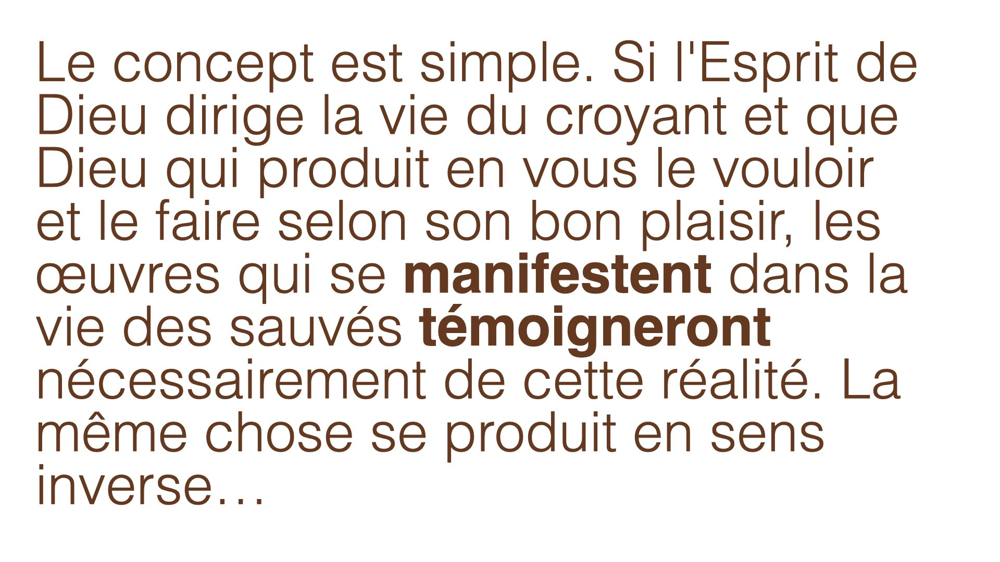 Le concept est simple. Si l'Esprit de
Dieu dirige la vie du croyant et que
Dieu qui produit en vous le vouloir
et le faire selon son bon plaisir, les
œuvres qui se manifestent dans la
vie des sauvés témoigneront
nécessairement de cette réalité. La
même chose se produit en sens
inverse…